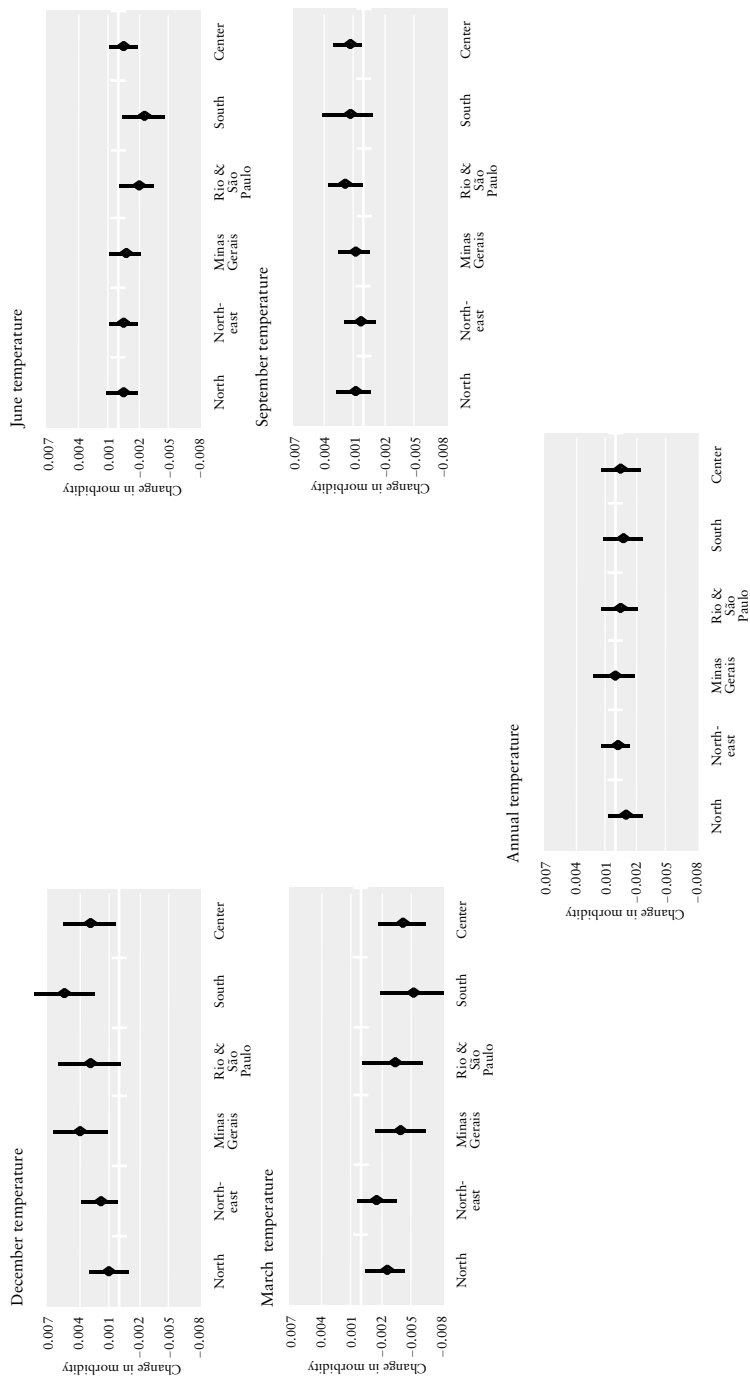 December temperature
0.007
0.004
0.001
−0.002
−0.005
−0.008
Change in morbidity
North
North-
east
Minas
Gerais
Rio &
São
Paulo
South
Center
June temperature
0.007
0.004
0.001
−0.002
−0.005
−0.008
Change in morbidity
North
North-
east
Minas
Gerais
Rio &
São
Paulo
South
Center
March temperature
0.007
0.004
0.001
−0.002
−0.005
−0.008
Change in morbidity
North
North-
east
Minas
Gerais
Rio &
São
Paulo
South
Center
September temperature
0.007
0.004
0.001
−0.002
−0.005
−0.008
Change in morbidity
North
North-
east
Minas
Gerais
Rio &
São
Paulo
South
Center
Annual temperature
0.007
0.004
0.001
−0.002
−0.005
−0.008
Change in morbidity
North
North-
east
Minas
Gerais
Rio &
São
Paulo
South
Center